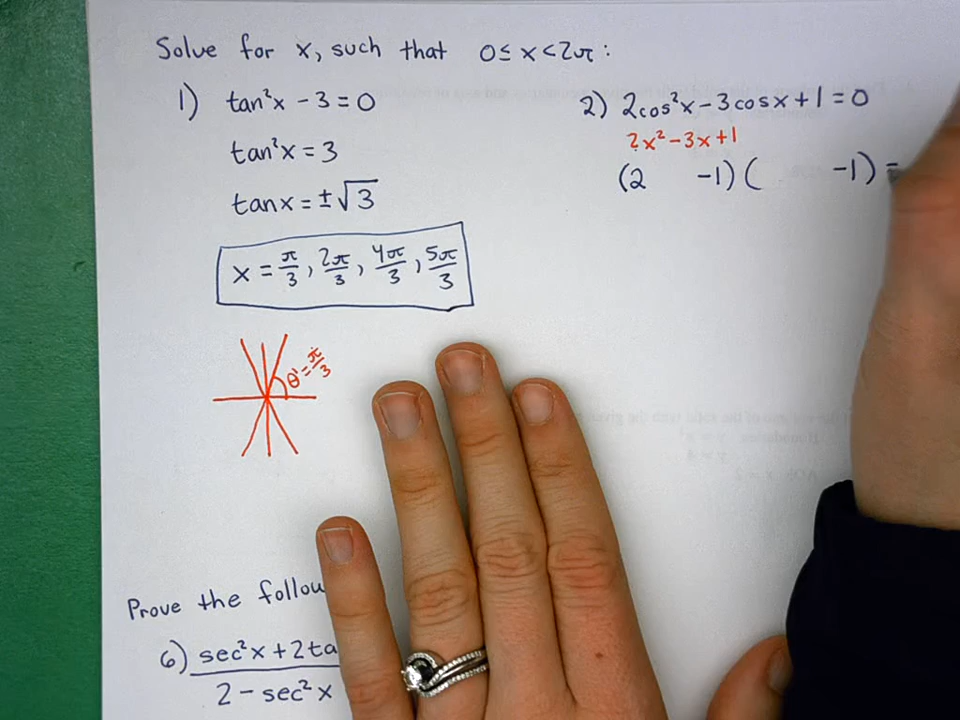 Solve for x, such that 0 ≤ x < 2π :
1) tan²x - 3 = 0
tan²x = 3
tanx = ±√3
x = π/3, 2π/3, 4π/3, 5π/3
θ' = π/3
2) 2cos²x - 3cosx + 1 = 0
2x² - 3x + 1
(2 -1)( -1) =
Prove the follow
6) sec²x + 2ta
2 - sec²x